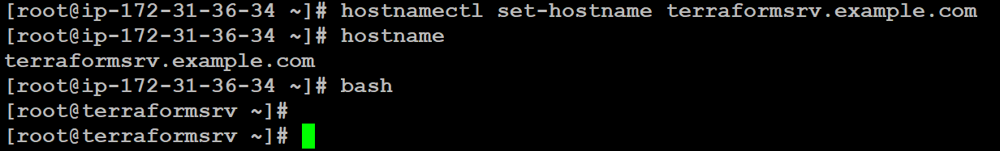 [root@ip-172-31-36-34 ~]# hostnamectl set-hostname terraformsrv.example.com
[root@ip-172-31-36-34 ~]# hostname
terraformsrv.example.com
[root@ip-172-31-36-34 ~]# bash
[root@terraformsrv ~]#
[root@terraformsrv ~]#